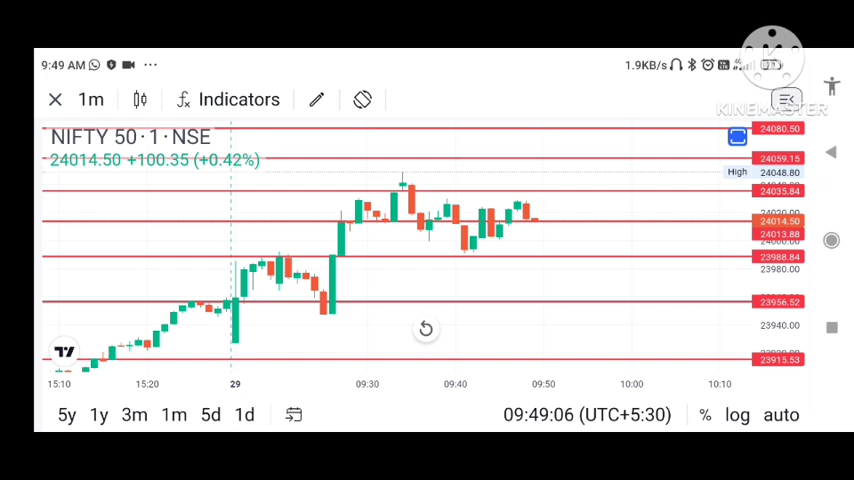 9:49 AM
1.9KB/s
KINEMASTER
1m
Indicators
NIFTY 50 · 1 · NSE
24014.50 +100.35 (+0.42%)
24080.50
24059.15
High 24048.80
24035.84
24020.00
24014.50
24013.88
24000.00
23988.84
23980.00
23956.52
23940.00
23915.53
15:10 15:20 29 09:30 09:40 09:50 10:00 10:10
5y 1y 3m 1m 5d 1d 09:49:06 (UTC+5:30) % log auto